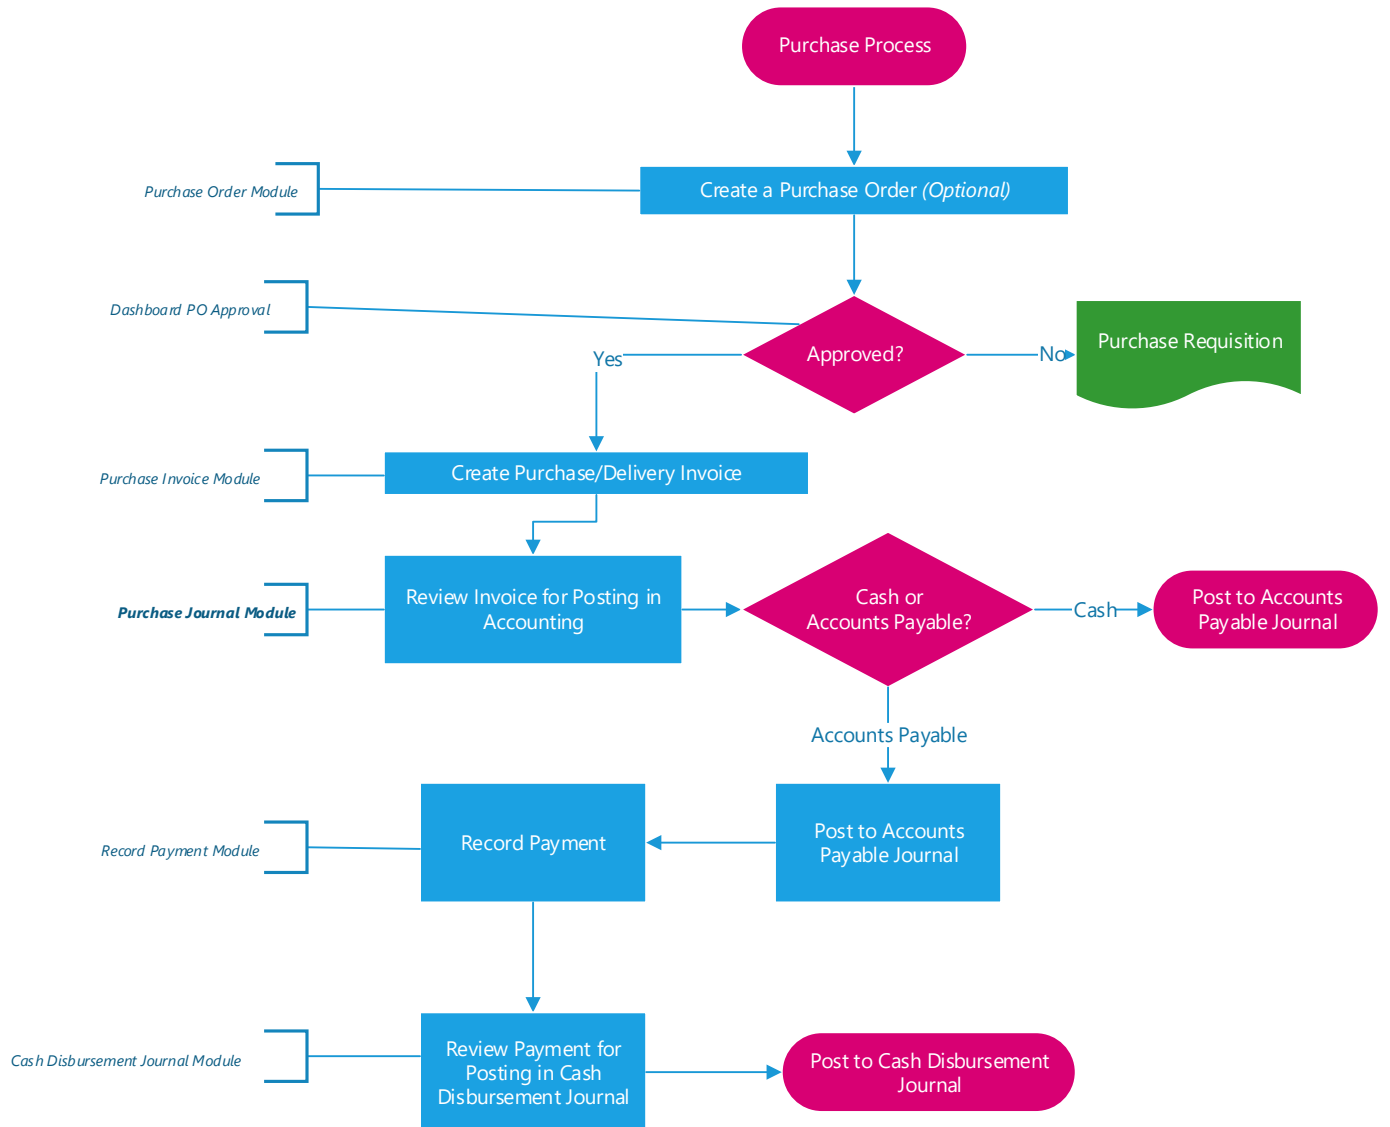 Purchase Process
Purchase Order Module
Create a Purchase Order (Optional)
Dashboard PO Approval
Approved?
Yes
No
Purchase Requisition
Purchase Invoice Module
Create Purchase/Delivery Invoice
Purchase Journal Module
Review Invoice for Posting in
Accounting
Cash or
Accounts Payable?
Cash
Post to Accounts
Payable Journal
Accounts Payable
Record Payment Module
Record Payment
Post to Accounts
Payable Journal
Cash Disbursement Journal Module
Review Payment for
Posting in Cash
Disbursement Journal
Post to Cash Disbursement
Journal